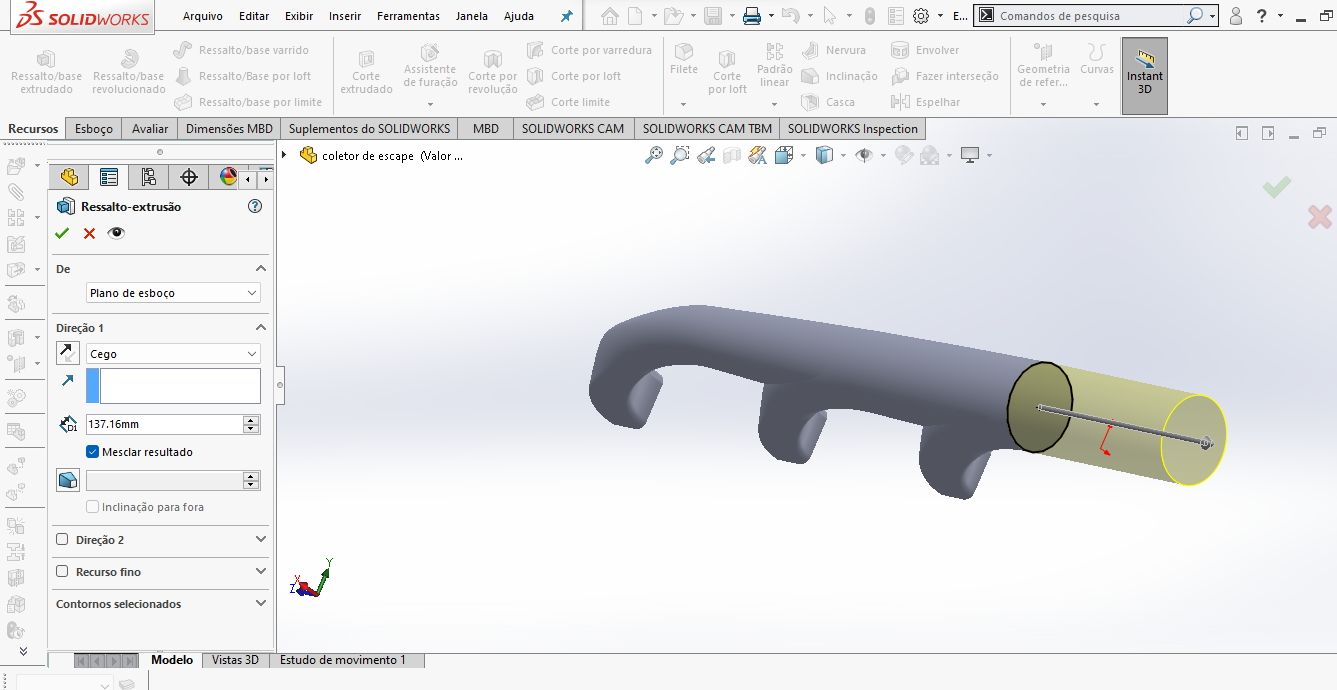 SOLIDWORKS
Arquivo Editar Exibir Inserir Ferramentas Janela Ajuda
E...
Comandos de pesquisa
?
Ressalto/base
extrudado
Ressalto/base
revolucionado
Ressalto/base varrido
Ressalto/Base por loft
Ressalto/base por limite
Corte
extrudado
Assistente
de furação
Corte por
revolução
Corte por varredura
Corte por loft
Corte limite
Filete
Corte
por loft
Padrão
linear
Nervura
Inclinação
Casca
Envolver
Fazer interseção
Espelhar
Geometria
de refer...
Curvas
Instant
3D
Recursos Esboço Avaliar Dimensões MBD Suplementos do SOLIDWORKS MBD SOLIDWORKS CAM SOLIDWORKS CAM TBM SOLIDWORKS Inspection
coletor de escape (Valor ...
Ressalto-extrusão
?
De
Plano de esboço
Direção 1
Cego
D1
137.16mm
Mesclar resultado
Inclinação para fora
Direção 2
Recurso fino
Contornos selecionados
Y
X
Z
Modelo Vistas 3D Estudo de movimento 1